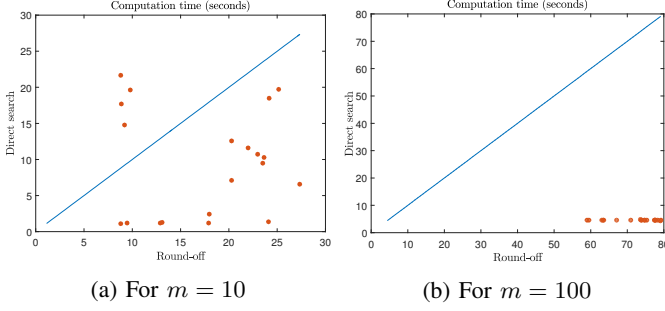 Computation time (seconds)
30
25
20
15
10
5
0
Direct search
0 5 10 15 20 25 30
Round-off
(a) For m = 10
Computation time (seconds)
80
70
60
50
40
30
20
10
0
Direct search
0 10 20 30 40 50 60 70 80
Round-off
(b) For m = 100